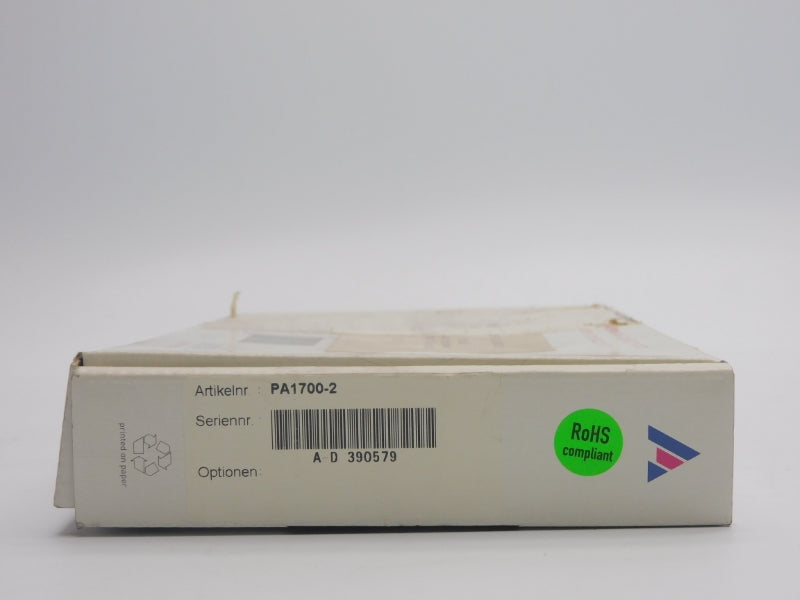 Artikelnr. : PA1700-2
Seriennr. :
A-D 390579
Optionen:
printed on paper
RoHS
compliant